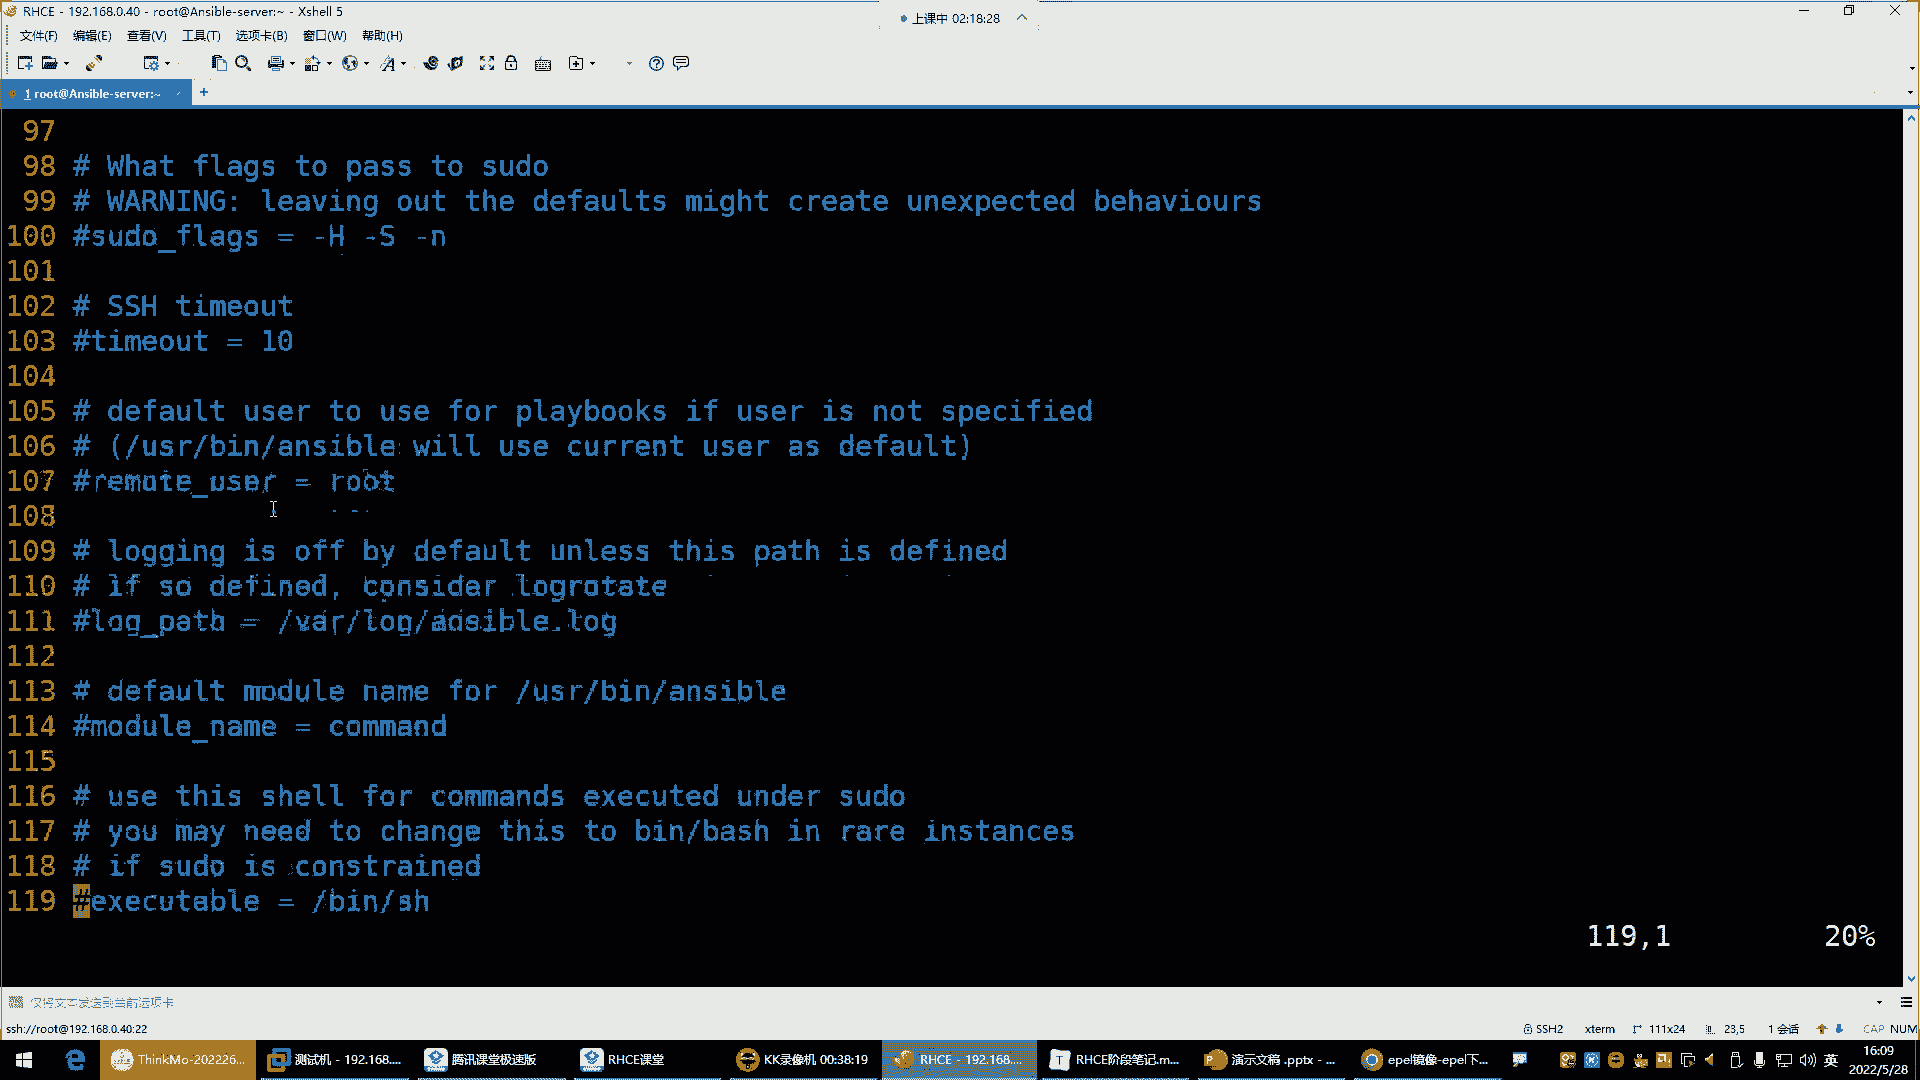 RHCE - 192.168.0.40 - root@Ansible-server:~ - Xshell 5
上课中 02:18:28
文件(F) 编辑(E) 查看(V) 工具(T) 选项卡(B) 窗口(W) 帮助(H)
1 root@Ansible-server:~
97
98 # What flags to pass to sudo
99 # WARNING: leaving out the defaults might create unexpected behaviours
100 #sudo_flags = -H -S -n
101
102 # SSH timeout
103 #timeout = 10
104
105 # default user to use for playbooks if user is not specified
106 # (/usr/bin/ansible will use current user as default)
107 #remote_user = root
108
109 # logging is off by default unless this path is defined
110 # if so defined, consider logrotate
111 #log_path = /var/log/ansible.log
112
113 # default module name for /usr/bin/ansible
114 #module_name = command
115
116 # use this shell for commands executed under sudo
117 # you may need to change this to bin/bash in rare instances
118 # if sudo is constrained
119 #executable = /bin/sh
119,1 20%
仅将文本发送到当前选项卡
ssh://root@192.168.0.40:22 SSH2 xterm 111x24 23,5 1 会话 CAP NUM
ThinkMo-202226... 测试机 - 192.168.... 腾讯课堂极速版 RHCE课堂 KK录像机 00:38:19 RHCE - 192.168.... RHCE阶段笔记.m... 演示文稿 .pptx - ... epel镜像-epel下... 英 16:09
2022/5/28